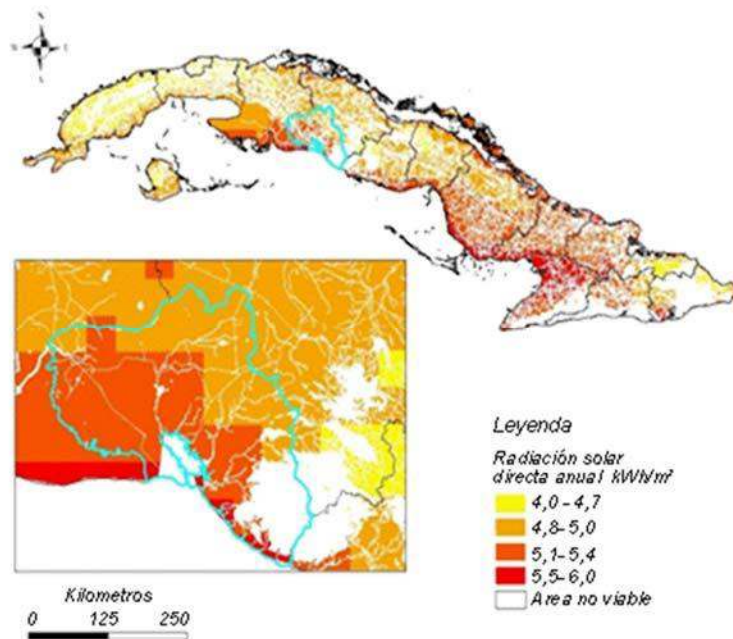 Leyenda
Radiación solar
directa anual kWh/m²
4,0-4,7
4,8-5,0
5,1-5,4
5,5-6,0
Area no viable
Kilometros
0 125 250